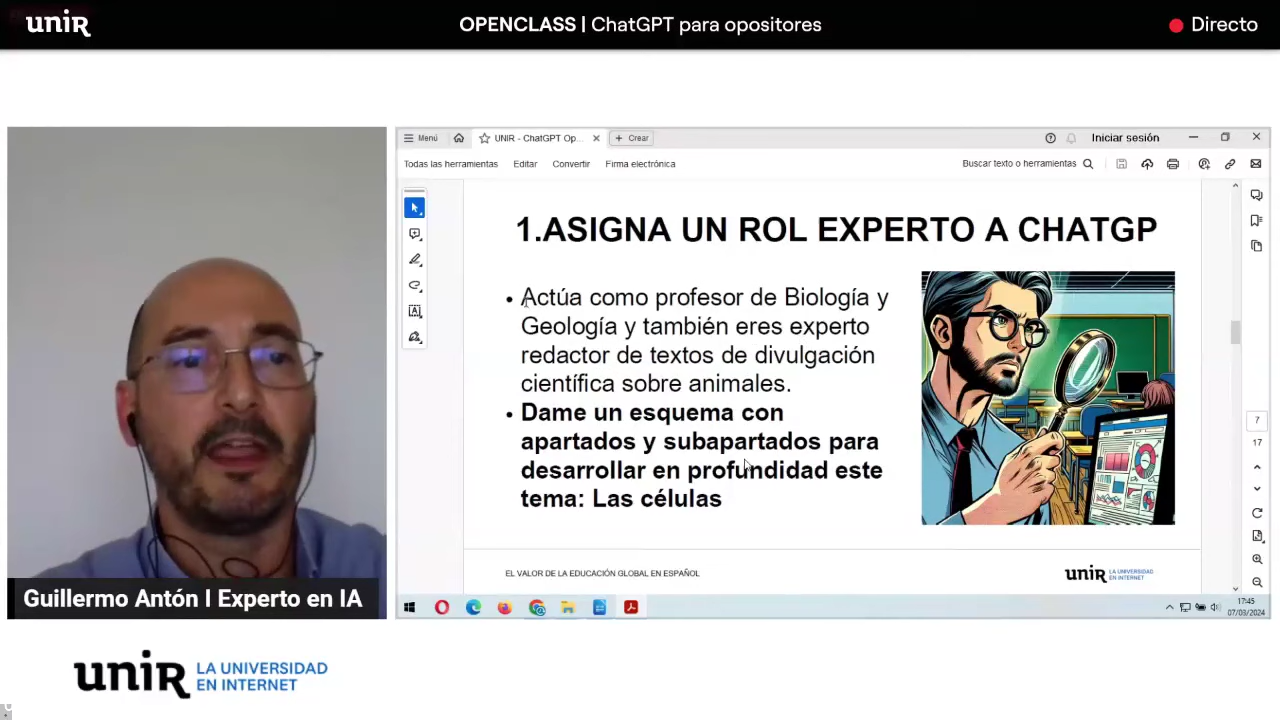 unir
OPENCLASS | ChatGPT para opositores
Directo
Menú
UNIR - ChatGPT Op...
Crear
Iniciar sesión
Todas las herramientas
Editar
Convertir
Firma electrónica
Buscar texto o herramientas
1.ASIGNA UN ROL EXPERTO A CHATGP
• Actúa como profesor de Biología y
Geología y también eres experto
redactor de textos de divulgación
científica sobre animales.
• Dame un esquema con
apartados y subapartados para
desarrollar en profundidad este
tema: Las células
7
17
EL VALOR DE LA EDUCACIÓN GLOBAL EN ESPAÑOL
unir LA UNIVERSIDAD
EN INTERNET
17:45
07/03/2024
Guillermo Antón I Experto en IA
unir LA UNIVERSIDAD
EN INTERNET